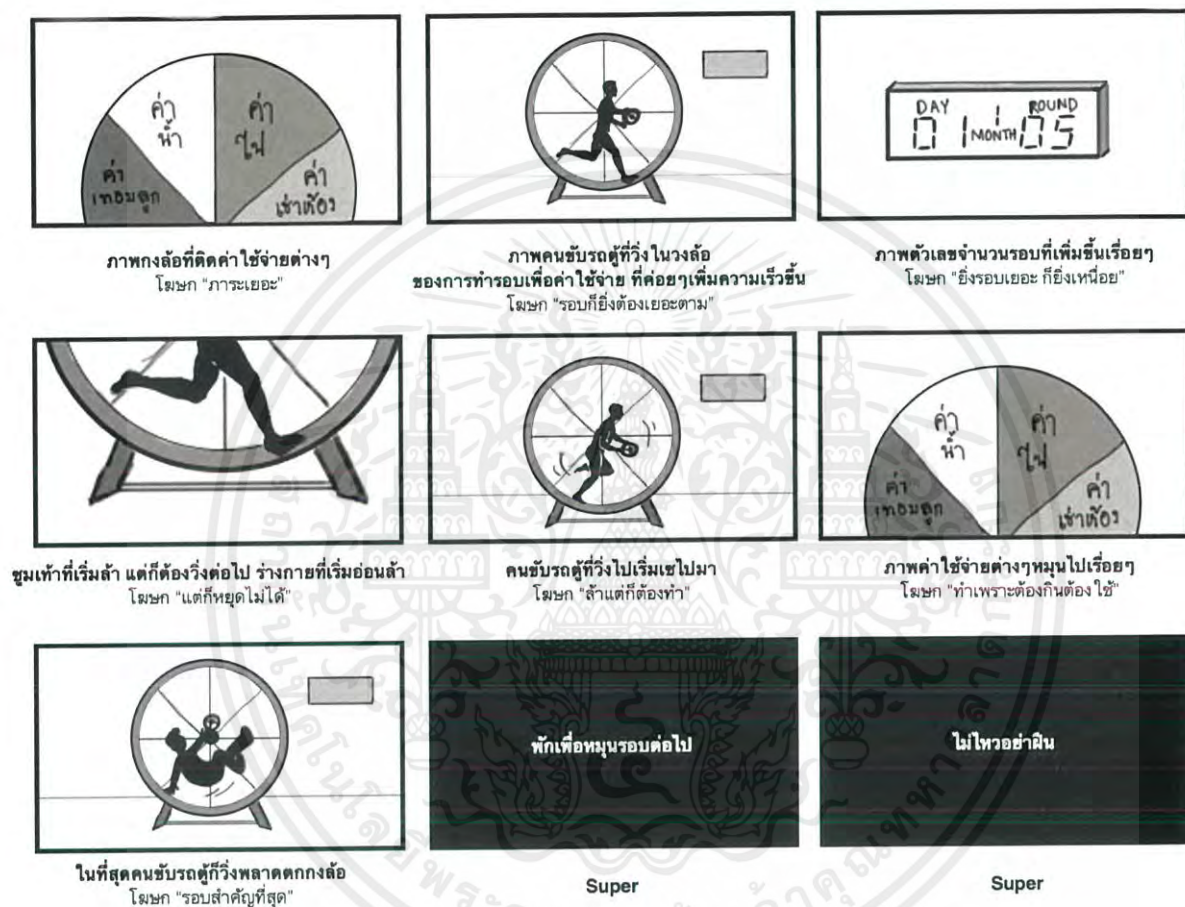 ค่า
น้ำ
ค่า
ไฟ
ค่า
เทอมลูก
ค่า
เช่าห้อง
ภาพกงล้อที่ติดค่าใช้จ่ายต่างๆ
โฆษก "ภาระเยอะ"
ภาพคนขับรถตู้ที่วิ่งในวงล้อ
ของการทำรอบเพื่อค่าใช้จ่าย ที่ค่อยๆเพิ่มความเร็วขึ้น
โฆษก "รอบก็ยิ่งต้องเยอะตาม"
DAY 1 ROUND
01 MONTH 05
ภาพตัวเลขจำนวนรอบที่เพิ่มขึ้นเรื่อยๆ
โฆษก "ยิ่งรอบเยอะ ก็ยิ่งเหนื่อย"
ซูมเท้าที่เริ่มล้า แต่ก็ต้องวิ่งต่อไป ร่างกายที่เริ่มอ่อนล้า
โฆษก "แต่ก็หยุดไม่ได้"
คนขับรถตู้ที่วิ่งไปเริ่มเซไปมา
โฆษก "ล้าแต่ก็ต้องทำ"
ค่า
น้ำ
ค่า
ไฟ
ค่า
เทอมลูก
ค่า
เช่าห้อง
ภาพค่าใช้จ่ายต่างๆหมุนไปเรื่อยๆ
โฆษก "ทำเพราะต้องกินต้องใช้"
ในที่สุดคนขับรถตู้ก็วิ่งพลาดตกกงล้อ
โฆษก "รอบสำคัญที่สุด"
พักเพื่อหมุนรอบต่อไป
Super
ไม่ไหวอย่าฝืน
Super